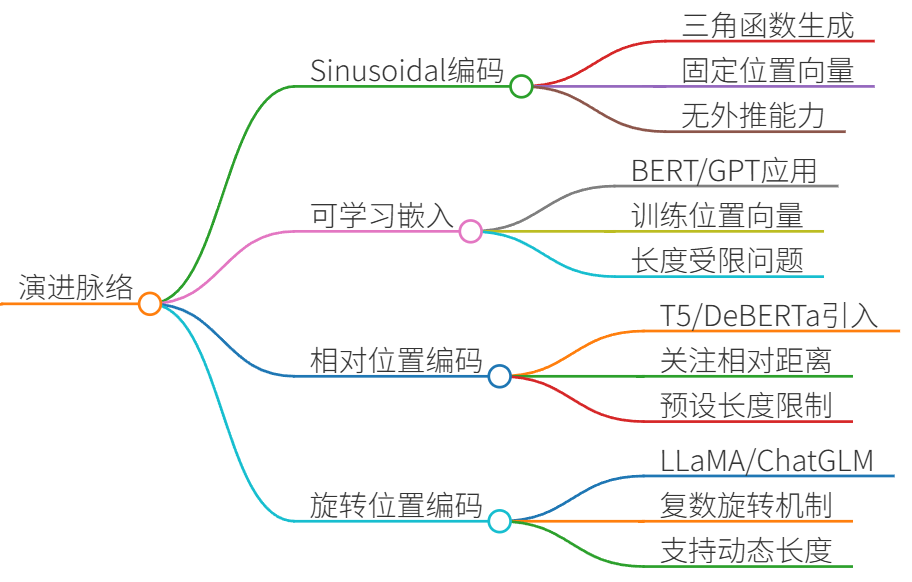 演进脉络
Sinusoidal编码
三角函数生成
固定位置向量
无外推能力
可学习嵌入
BERT/GPT应用
训练位置向量
长度受限问题
相对位置编码
T5/DeBERTa引入
关注相对距离
预设长度限制
旋转位置编码
LLaMA/ChatGLM
复数旋转机制
支持动态长度